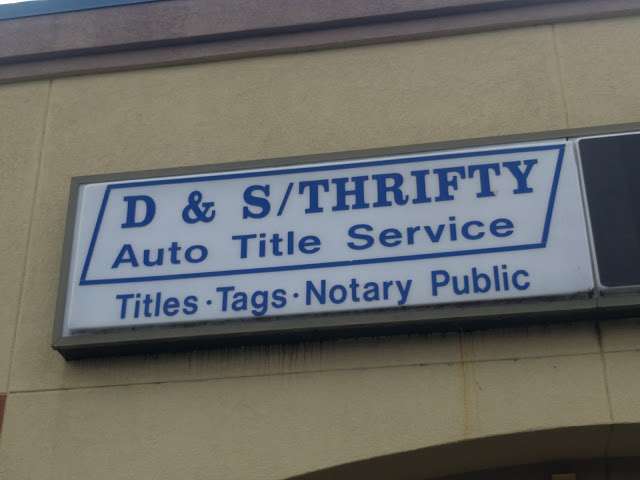 D & S/THRIFTY
Auto Title Service
Titles · Tags · Notary Public